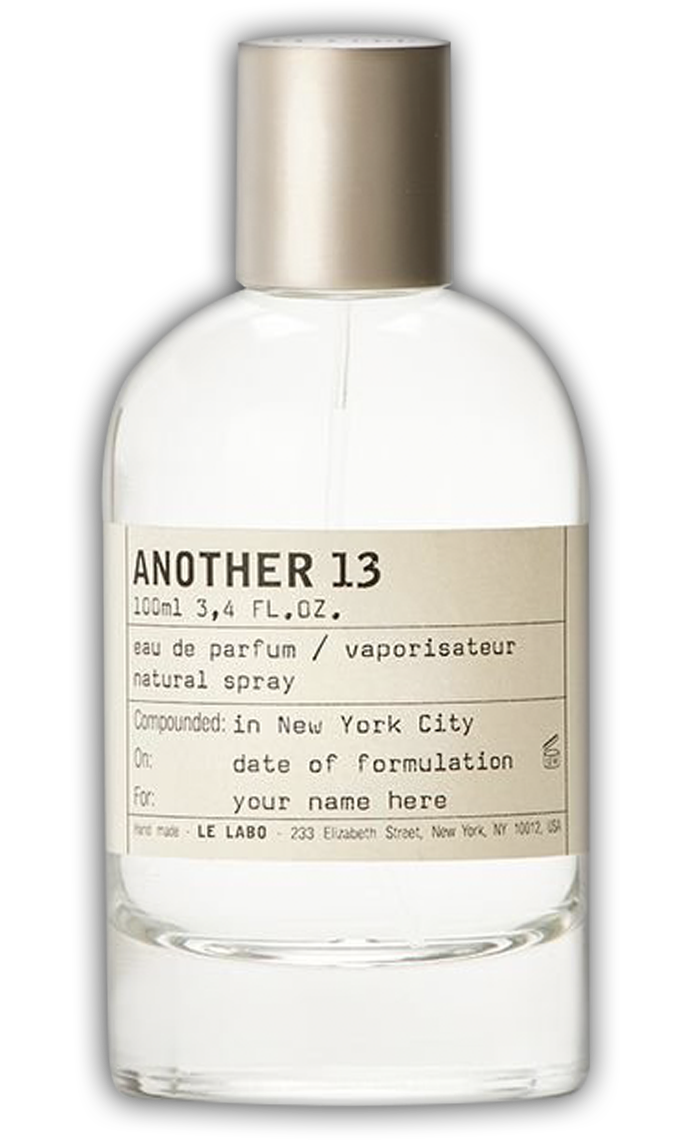 ANOTHER 13
100ml 3,4 FL.OZ.
eau de parfum / vaporisateur
natural spray
Compounded: in New York City
On: date of formulation
For: your name here
Hand made - LE LABO - 233 Elizabeth Street, New York, NY 10012, USA